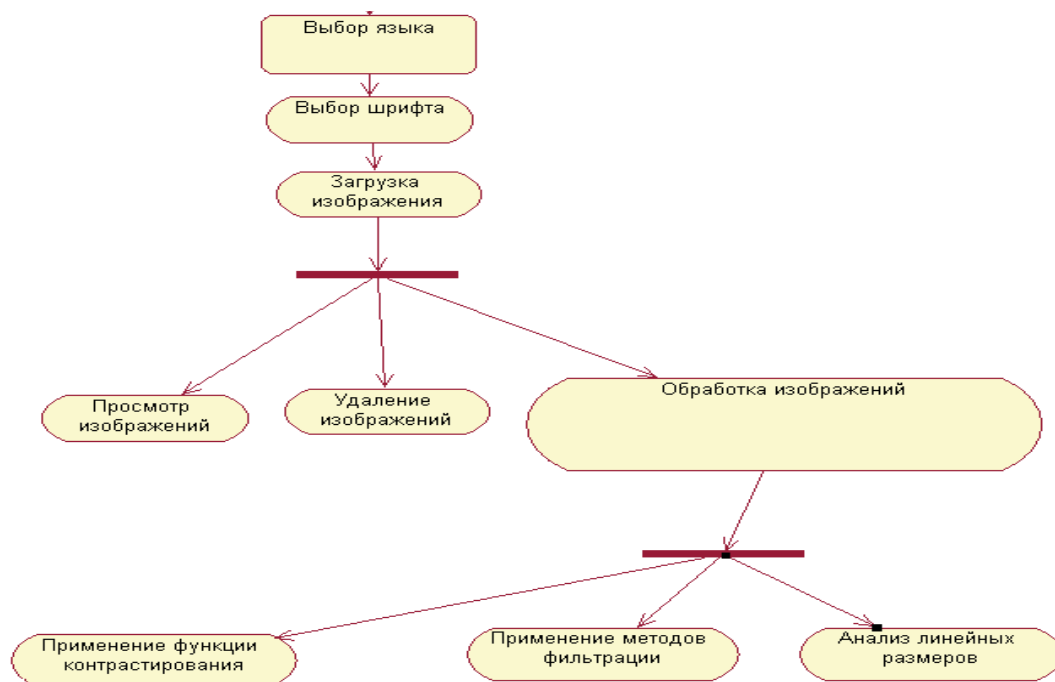 Выбор языка
Выбор шрифта
Загрузка
изображения
Просмотр
изображений
Удаление
изображений
Обработка изображений
Применение функции
контрастирования
Применение методов
фильтрации
Анализ линейных
размеров